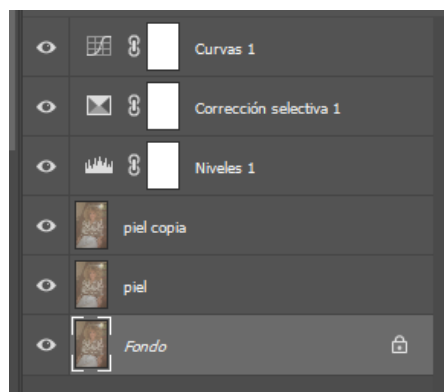 Curvas 1
Corrección selectiva 1
Niveles 1
piel copia
piel
Fondo